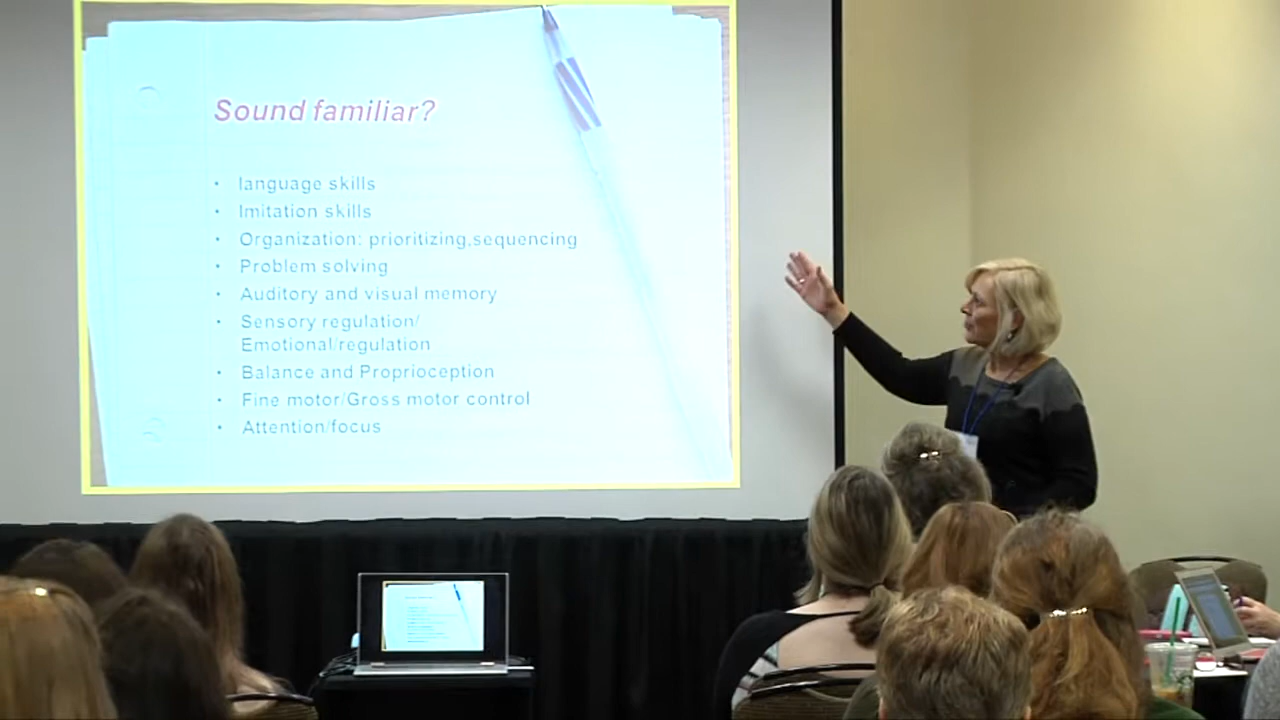 Sound familiar?
• language skills
• Imitation skills
• Organization: prioritizing,sequencing
• Problem solving
• Auditory and visual memory
• Sensory regulation/
Emotional/regulation
• Balance and Proprioception
• Fine motor/Gross motor control
• Attention/focus